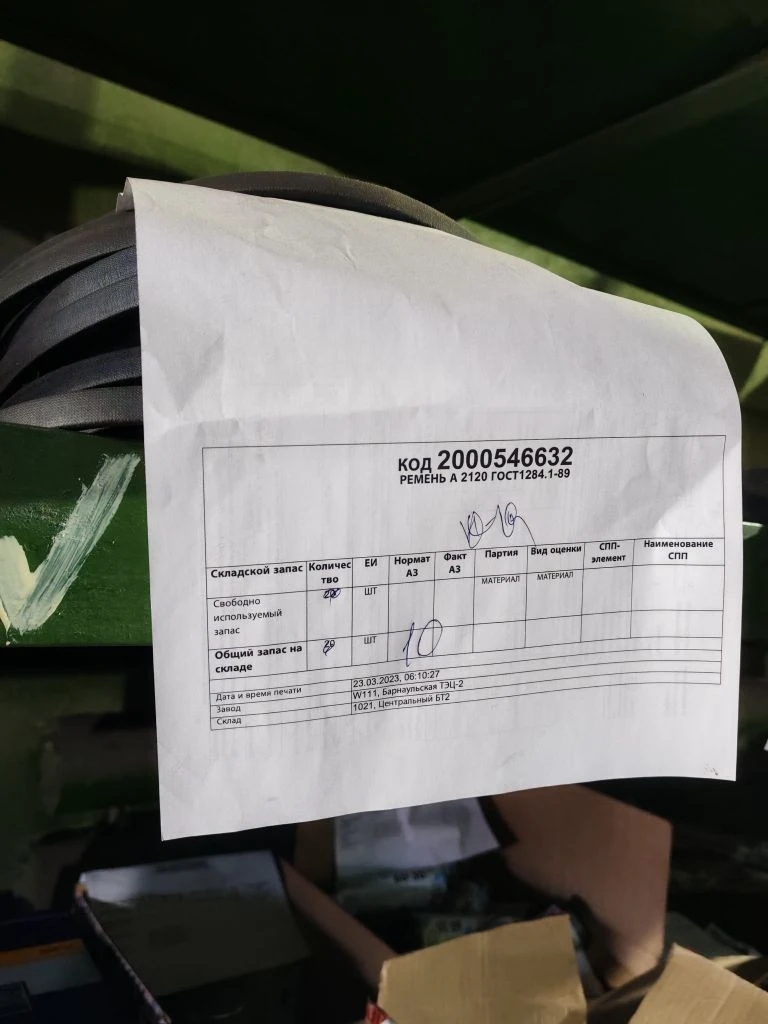 код 2000546632
РЕМЕНЬ А 2120 ГОСТ1284.1-89
Складской запас Количес тво ЕИ Нормат АЗ Факт АЗ Партия Вид оценки СПП-элемент Наименование СПП
Свободно используемый запас ШТ МАТЕРИАЛ МАТЕРИАЛ
Общий запас на складе ШТ 10
Дата и время печати 23.03.2023, 06:10:27
Завод W111, Барнаульская ТЭЦ-2
Склад 1021, Центральный БТ2